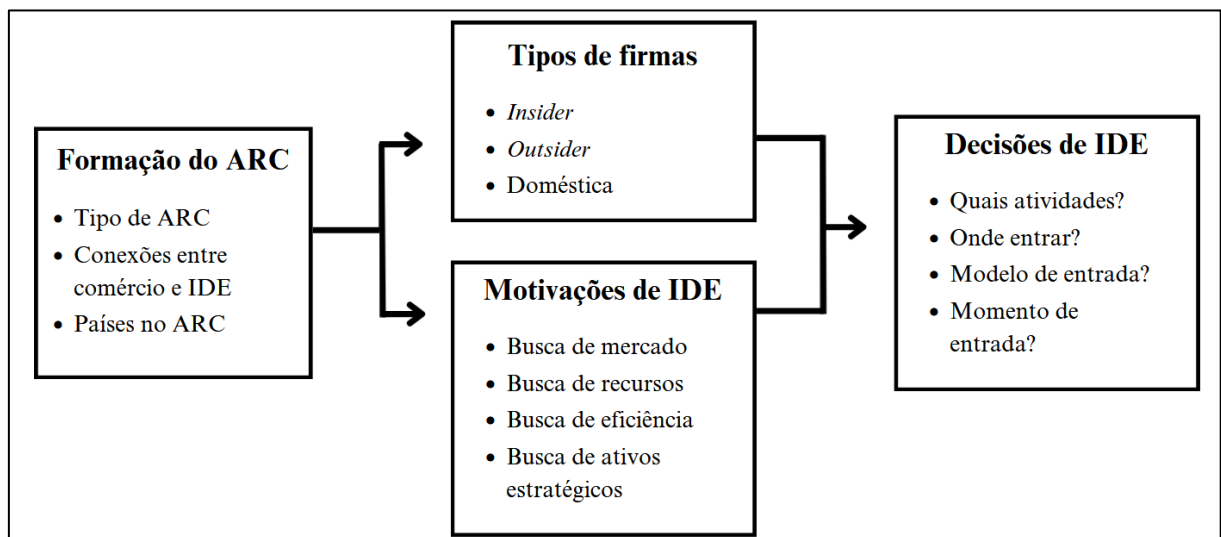 Formação do ARC
• Tipo de ARC
• Conexões entre
comércio e IDE
• Países no ARC
Tipos de firmas
• Insider
• Outsider
• Doméstica
Motivações de IDE
• Busca de mercado
• Busca de recursos
• Busca de eficiência
• Busca de ativos
estratégicos
Decisões de IDE
• Quais atividades?
• Onde entrar?
• Modelo de entrada?
• Momento de
entrada?